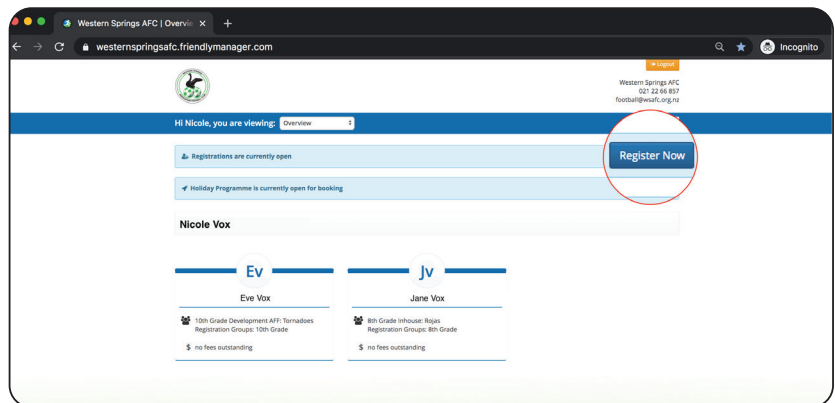 Western Springs AFC | Overvie
westernspringsafc.friendlymanager.com
Incognito
Logout
Western Springs AFC
021 22 66 857
football@wsafc.org.nz
Hi Nicole, you are viewing: Overview
Registrations are currently open
Register Now
Holiday Programme is currently open for booking
Nicole Vox
Ev
Jv
Eve Vox
Jane Vox
10th Grade Development AFF: Tornadoes
Registration Groups: 10th Grade
8th Grade Inhouse: Rojas
Registration Groups: 8th Grade
$ no fees outstanding
$ no fees outstanding